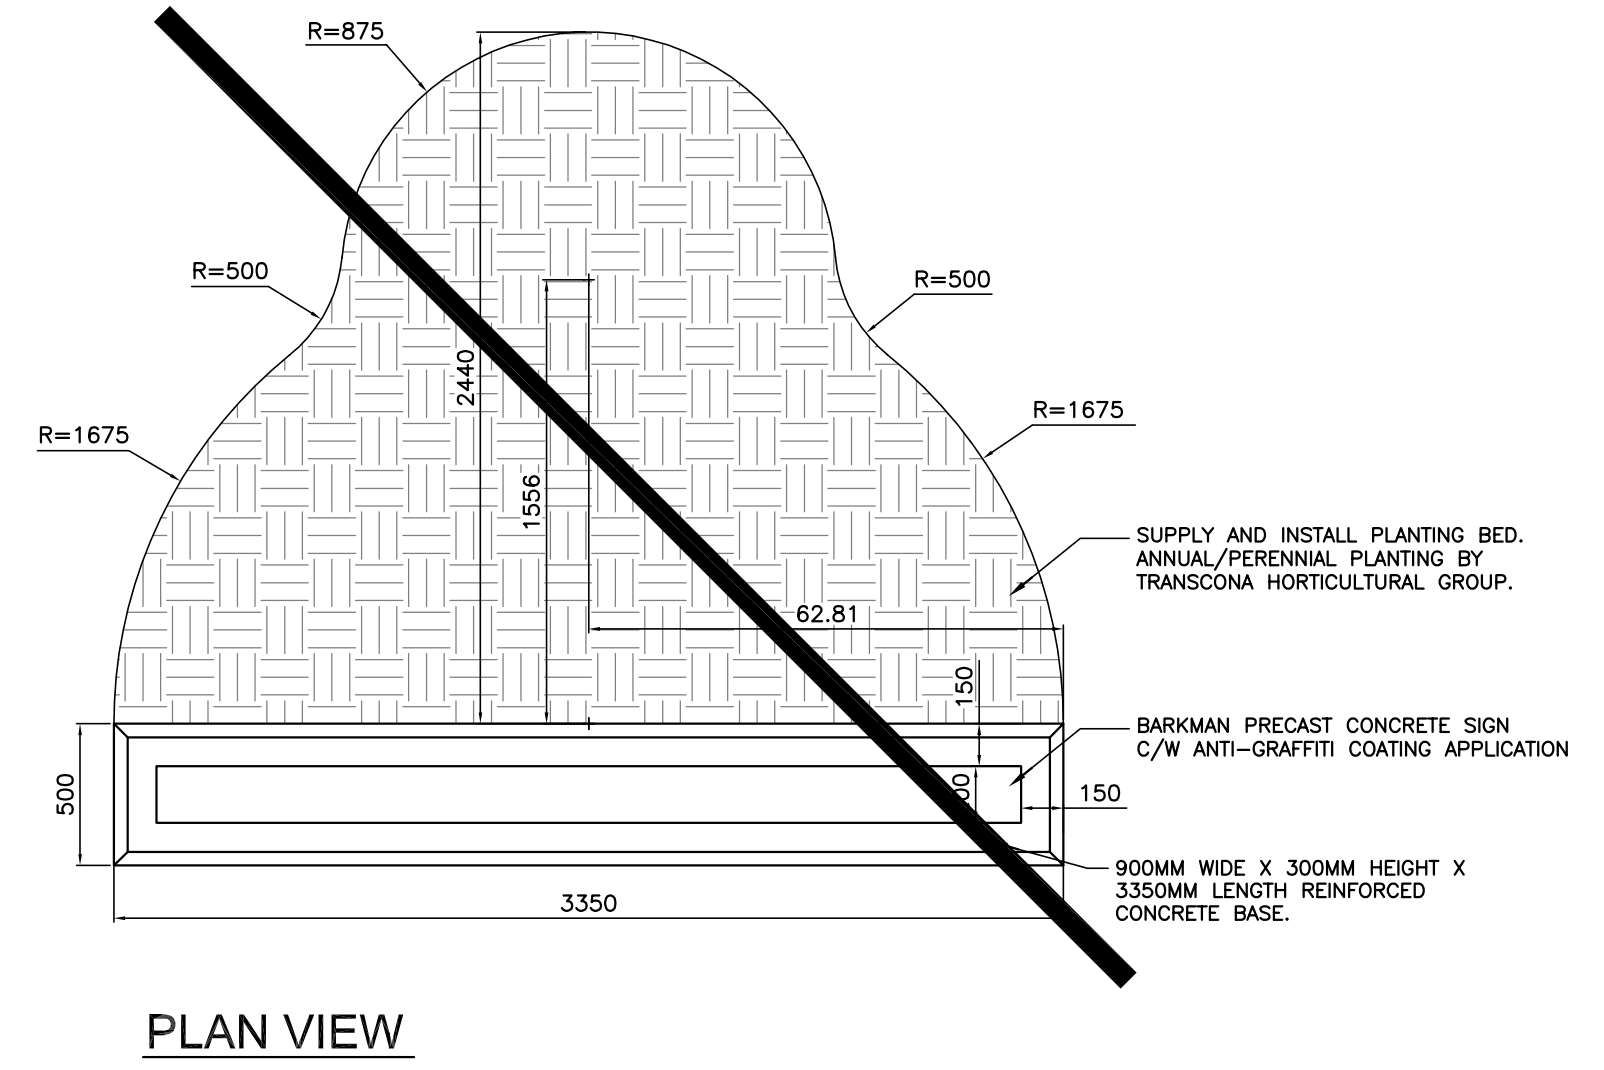 R=875
R=500
R=500
2440
R=1675
R=1675
1556
SUPPLY AND INSTALL PLANTING BED.
ANNUAL/PERENNIAL PLANTING BY
TRANSCONA HORTICULTURAL GROUP.
62.81
150
BARKMAN PRECAST CONCRETE SIGN
C/W ANTI-GRAFFITI COATING APPLICATION
500
150
900MM WIDE X 300MM HEIGHT X
3350MM LENGTH REINFORCED
CONCRETE BASE.
3350
PLAN VIEW